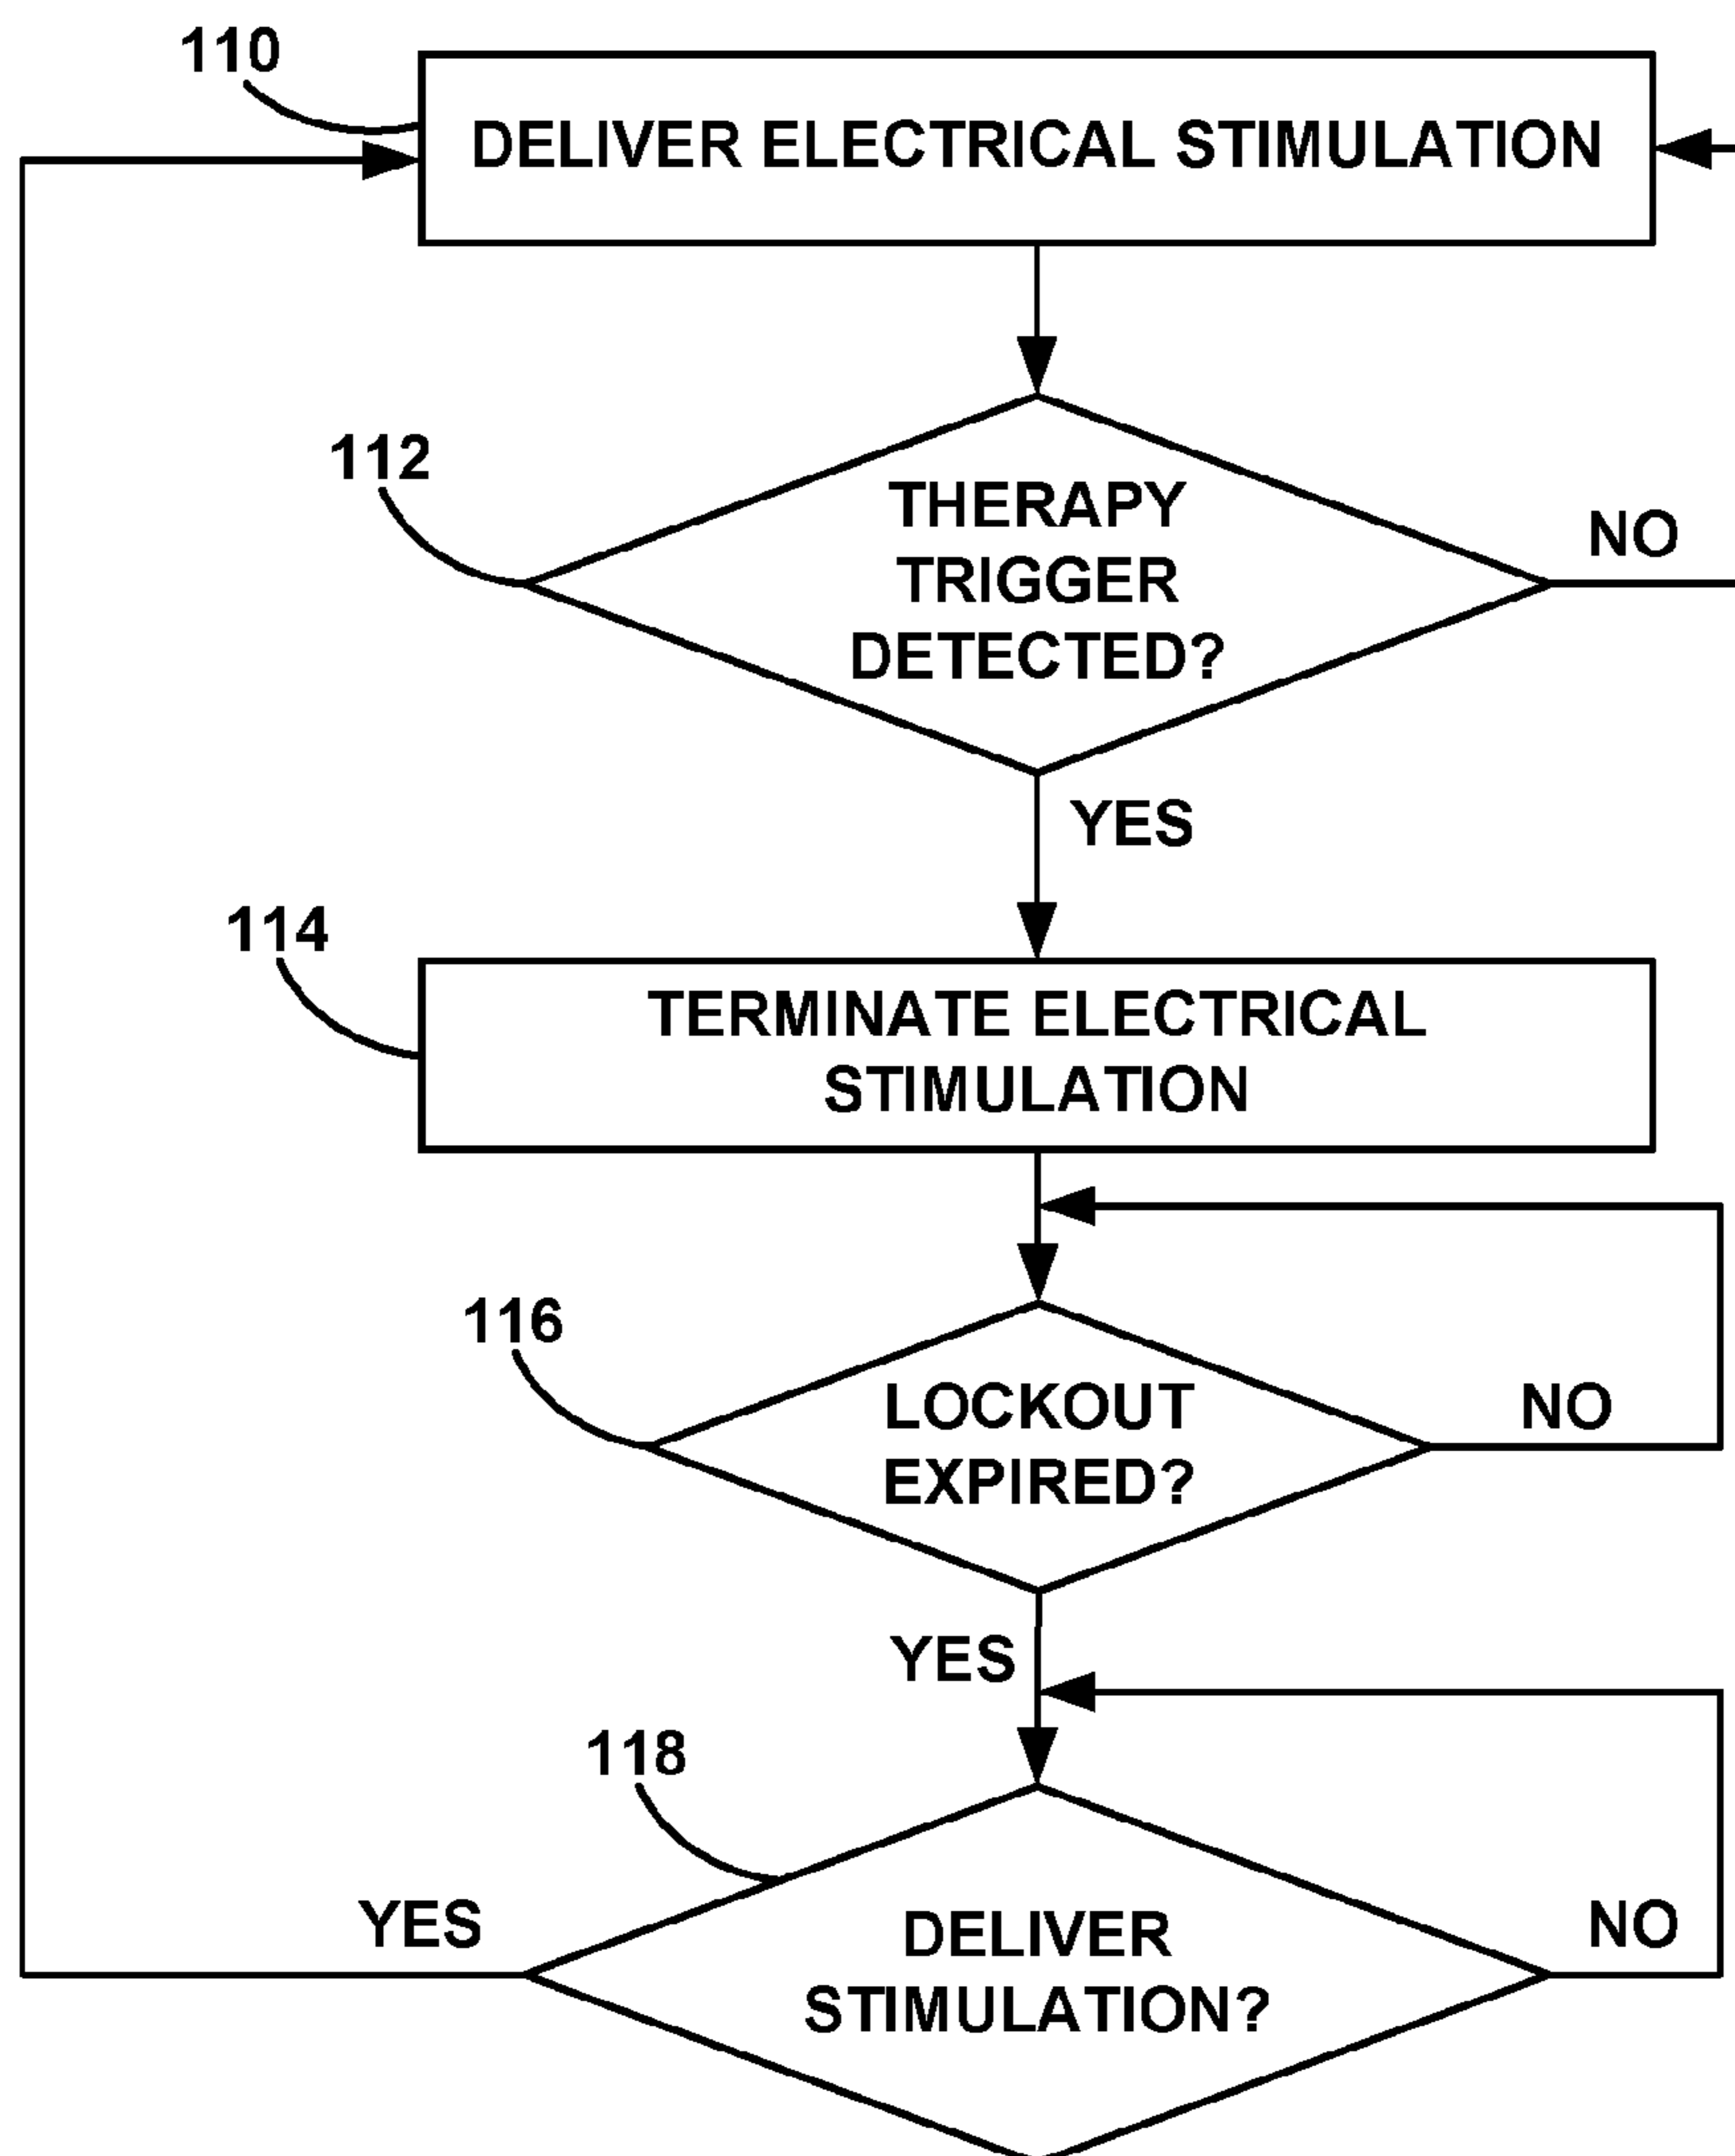 110
DELIVER ELECTRICAL STIMULATION
112
THERAPY
TRIGGER
DETECTED?
NO
YES
114
TERMINATE ELECTRICAL
STIMULATION
116
LOCKOUT
EXPIRED?
NO
YES
118
YES
DELIVER
STIMULATION?
NO